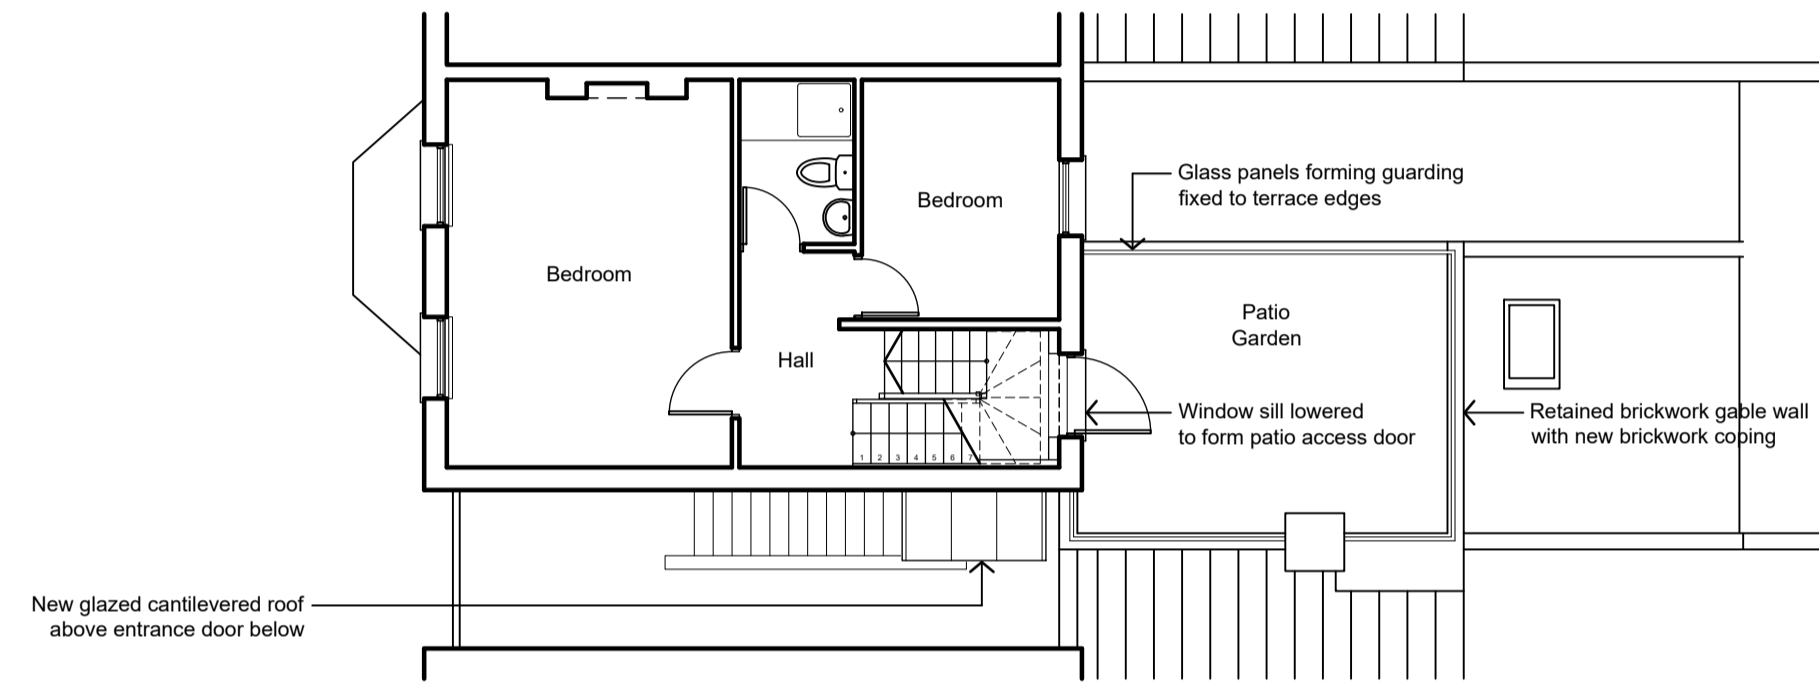 Glass panels forming guarding
fixed to terrace edges
Bedroom
Bedroom
Patio
Garden
Hall
Window sill lowered
to form patio access door
Retained brickwork gable wall
with new brickwork coping
1 2 3 4 5 6 7
New glazed cantilevered roof
above entrance door below